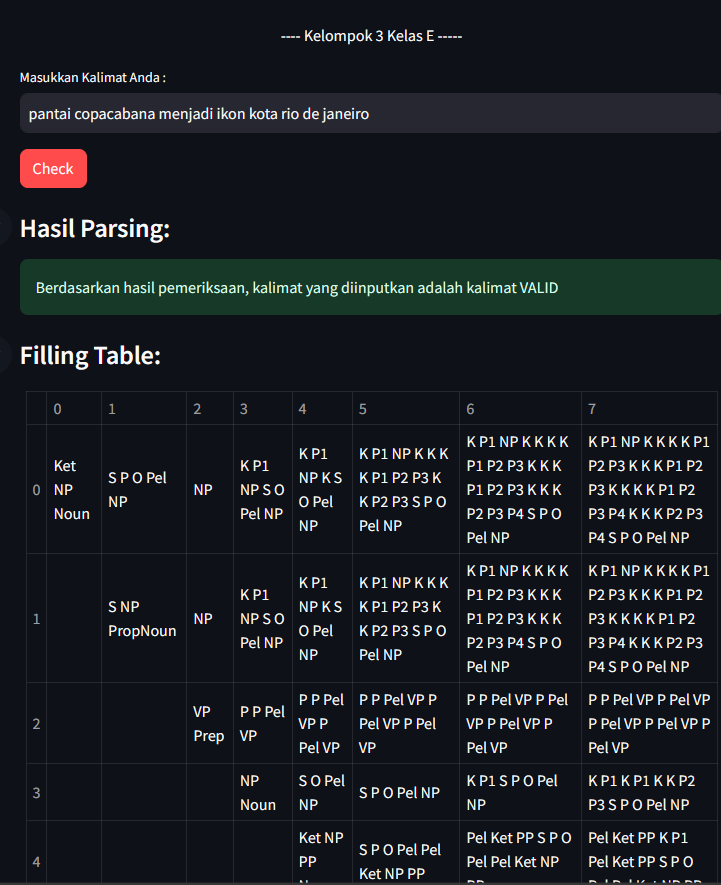 ---- Kelompok 3 Kelas E -----
Masukkan Kalimat Anda :
pantai copacabana menjadi ikon kota rio de janeiro
Check
Hasil Parsing:
Berdasarkan hasil pemeriksaan, kalimat yang diinputkan adalah kalimat VALID
Filling Table:
0 1 2 3 4 5 6 7
0
Ket
NP
Noun
S P O Pel
NP
NP
K P1
NP S O
Pel NP
K P1
NP K S
O Pel
NP
K P1 NP K K K
K P1 P2 P3 K
K P2 P3 S P O
Pel NP
K P1 NP K K K K
P1 P2 P3 K K K
P1 P2 P3 K K K
P2 P3 P4 S P O
Pel NP
K P1 NP K K K K P1
P2 P3 K K K P1 P2
P3 K K K K P1 P2
P3 P4 K K K P2 P3
P4 S P O Pel NP
1
S NP
PropNoun
NP
K P1
NP S O
Pel NP
K P1
NP K S
O Pel
NP
K P1 NP K K K
K P1 P2 P3 K
K P2 P3 S P O
Pel NP
K P1 NP K K K K
P1 P2 P3 K K K
P1 P2 P3 K K K
P2 P3 P4 S P O
Pel NP
K P1 NP K K K K P1
P2 P3 K K K P1 P2
P3 K K K K P1 P2
P3 P4 K K K P2 P3
P4 S P O Pel NP
2
VP
Prep
P P Pel
VP
P P Pel
VP P
Pel VP
P P Pel VP P
Pel VP P Pel
VP
P P Pel VP P Pel
VP P Pel VP P
Pel VP
P P Pel VP P Pel VP
P Pel VP P Pel VP P
Pel VP
3
NP
Noun
S O Pel
NP
S P O Pel NP
K P1 S P O Pel
NP
K P1 K P1 K K P2
P3 S P O Pel NP
4
Ket NP
PP
S P O Pel Pel
Ket NP PP
Pel Ket PP S P O
Pel Pel Ket NP
Pel Ket PP K P1
Pel Ket PP S P O